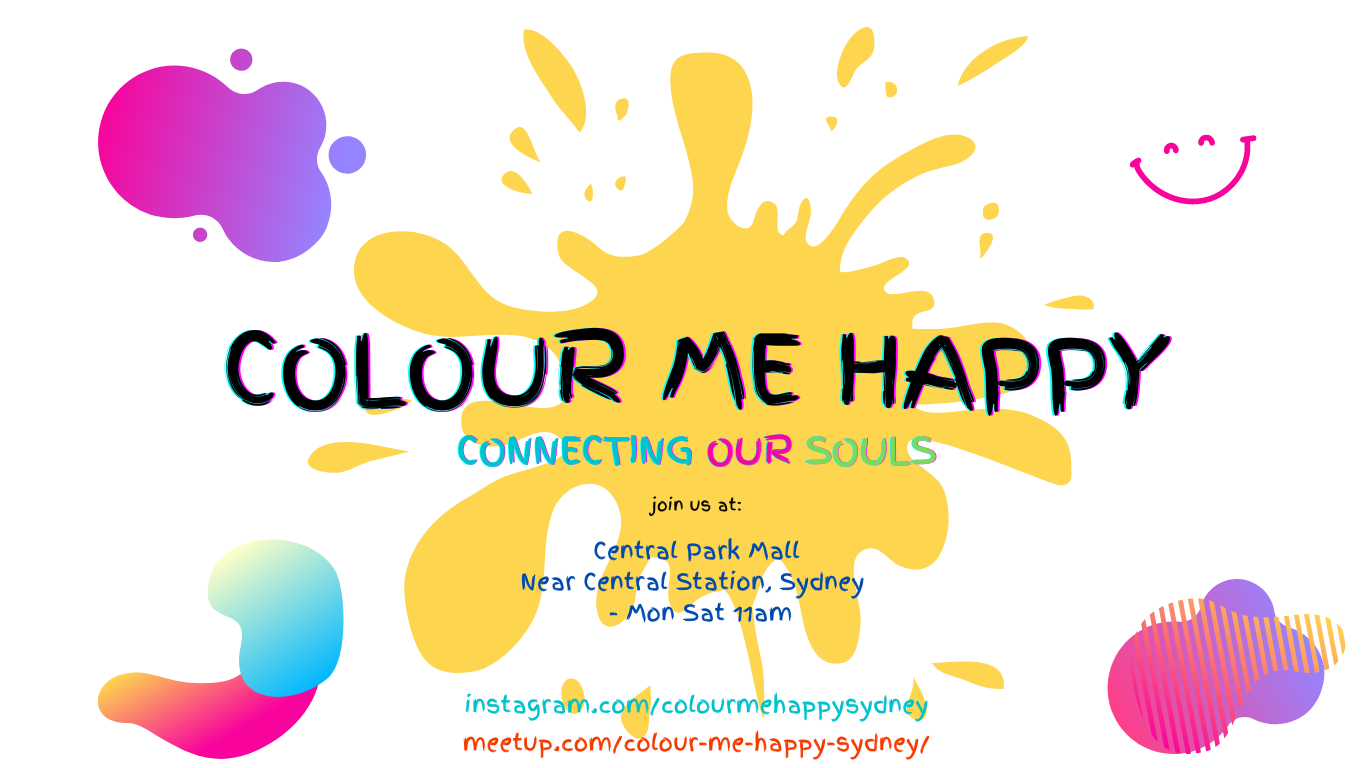 COLOUR ME HAPPY
CONNECTING OUR SOULS
join us at:
Central Park Mall
Near Central Station, Sydney
- Mon Sat 11am
instagram.com/colourmehappysydney
meetup.com/colour-me-happy-sydney/